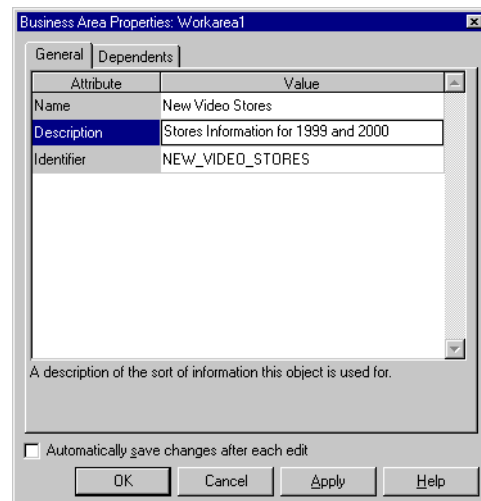 Business Area Properties: Workarea1
General Dependents
Attribute Value
Name New Video Stores
Description Stores Information for 1999 and 2000
Identifier NEW_VIDEO_STORES
A description of the sort of information this object is used for.
Automatically save changes after each edit
OK Cancel Apply Help